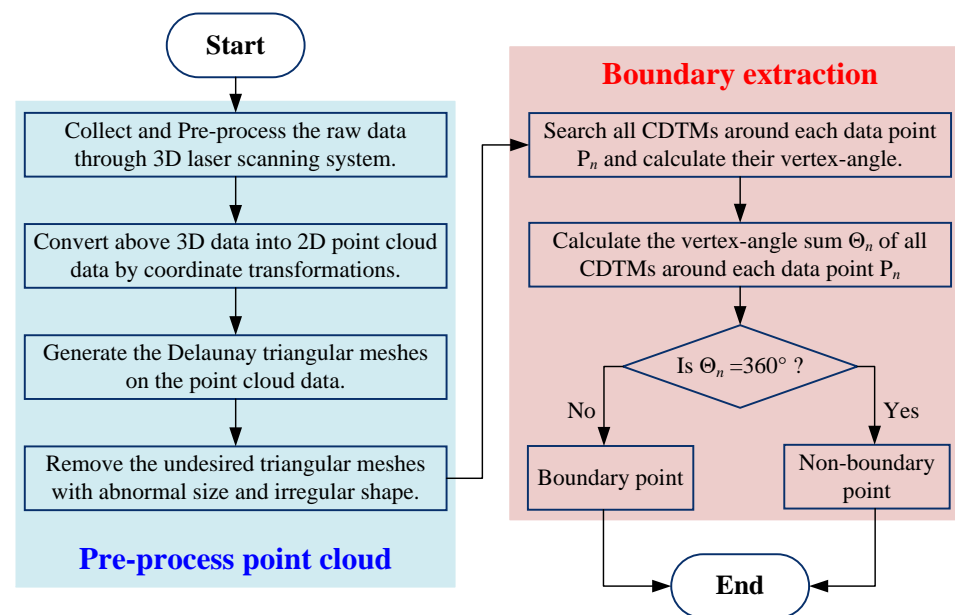 Start
Collect and Pre-process the raw data
through 3D laser scanning system.
Convert above 3D data into 2D point cloud
data by coordinate transformations.
Generate the Delaunay triangular meshes
on the point cloud data.
Remove the undesired triangular meshes
with abnormal size and irregular shape.
Pre-process point cloud
Boundary extraction
Search all CDTMs around each data point
Pn and calculate their vertex-angle.
Calculate the vertex-angle sum Θn of all
CDTMs around each data point Pn
Is Θn =360° ?
No
Yes
Boundary point
Non-boundary
point
End